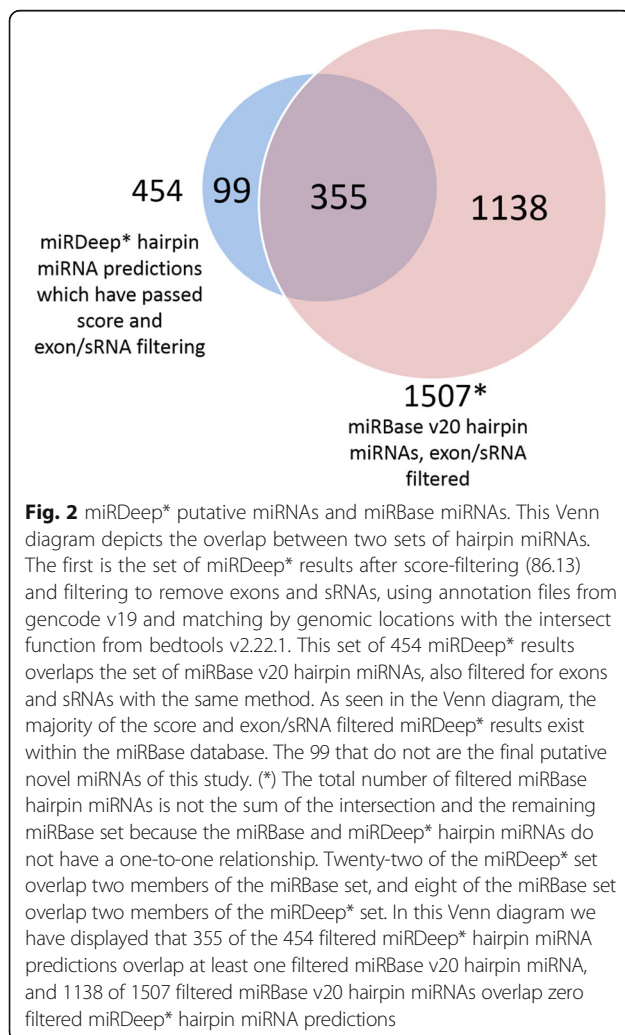 454
99
355
1138
miRDeep* hairpin
miRNA predictions
which have passed
score and
exon/sRNA filtering
1507*
miRBase v20 hairpin
miRNAs, exon/sRNA
filtered
Fig. 2 miRDeep* putative miRNAs and miRBase miRNAs. This Venn
diagram depicts the overlap between two sets of hairpin miRNAs.
The first is the set of miRDeep* results after score-filtering (86.13)
and filtering to remove exons and sRNAs, using annotation files from
gencode v19 and matching by genomic locations with the intersect
function from bedtools v2.22.1. This set of 454 miRDeep* results
overlaps the set of miRBase v20 hairpin miRNAs, also filtered for exons
and sRNAs with the same method. As seen in the Venn diagram, the
majority of the score and exon/sRNA filtered miRDeep* results exist
within the miRBase database. The 99 that do not are the final putative
novel miRNAs of this study. (*) The total number of filtered miRBase
hairpin miRNAs is not the sum of the intersection and the remaining
miRBase set because the miRBase and miRDeep* hairpin miRNAs do
not have a one-to-one relationship. Twenty-two of the miRDeep* set
overlap two members of the miRBase set, and eight of the miRBase set
overlap two members of the miRDeep* set. In this Venn diagram we
have displayed that 355 of the 454 filtered miRDeep* hairpin miRNA
predictions overlap at least one filtered miRBase v20 hairpin miRNA,
and 1138 of 1507 filtered miRBase v20 hairpin miRNAs overlap zero
filtered miRDeep* hairpin miRNA predictions